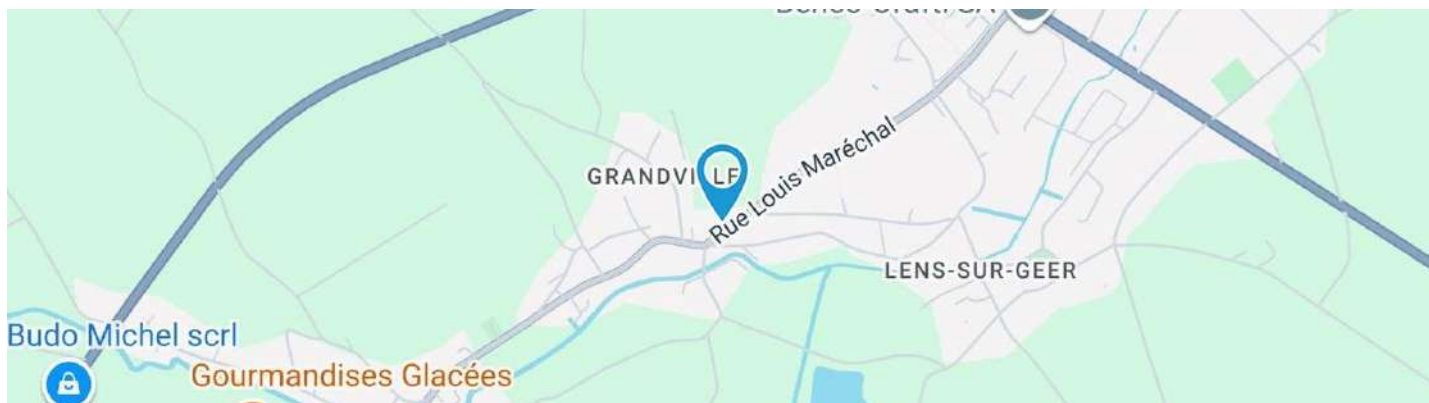 GRANDVILLE
Rue Louis Maréchal
LENS-SUR-GEER
Budo Michel scrl
Gourmandises Glacées